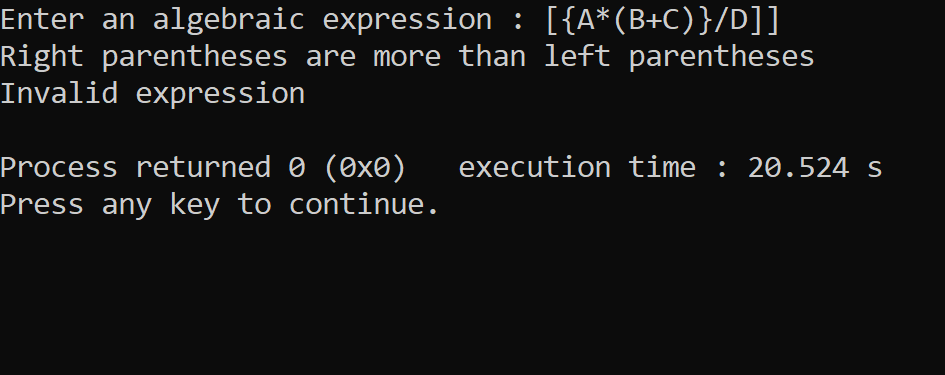 Enter an algebraic expression : [{A*(B+C)}/D]]
Right parentheses are more than left parentheses
Invalid expression
Process returned 0 (0x0)   execution time : 20.524 s
Press any key to continue.